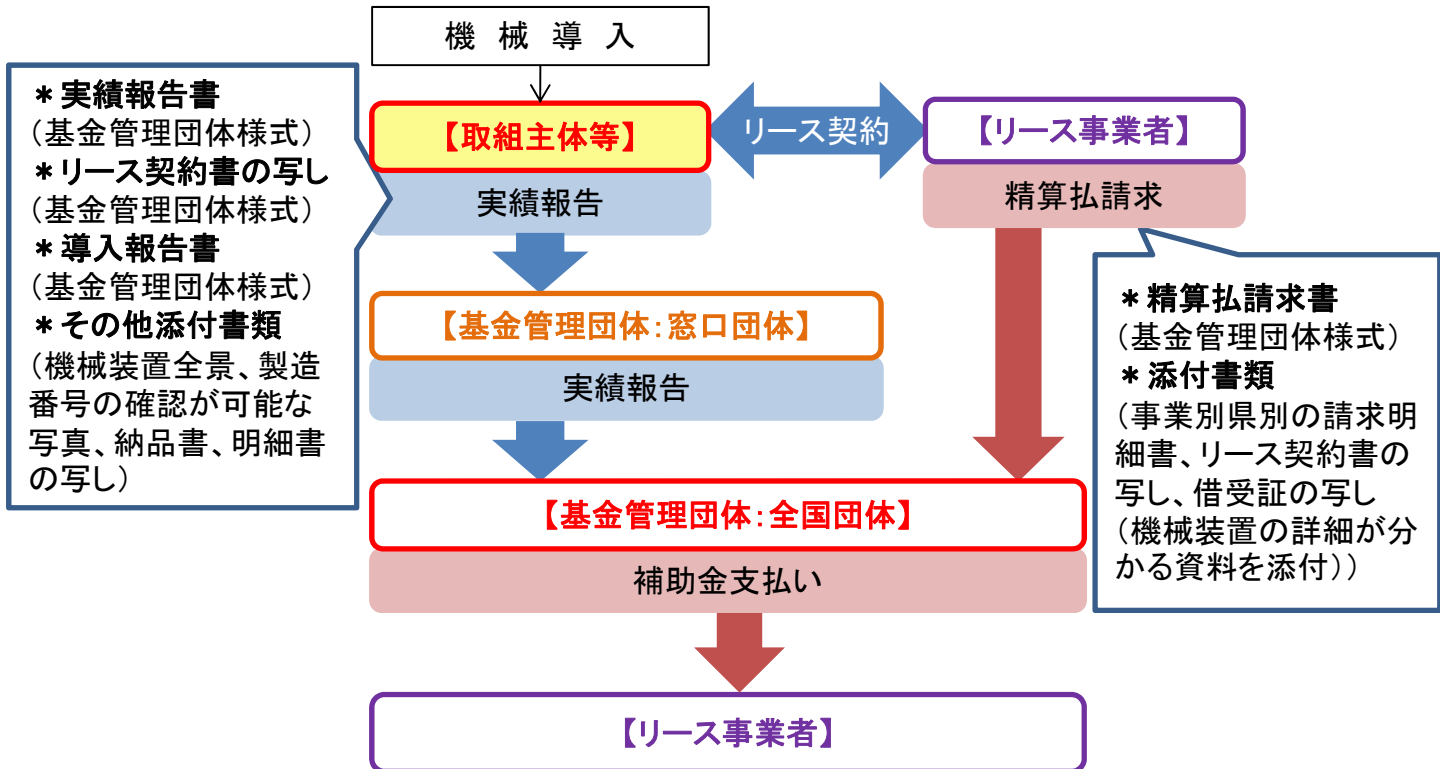 機 械 導 入
＊実績報告書
（基金管理団体様式）
＊リース契約書の写し
（基金管理団体様式）
＊導入報告書
（基金管理団体様式）
＊その他添付書類
（機械装置全景、製造
番号の確認が可能な
写真、納品書、明細書
の写し）
【取組主体等】
実績報告
リース契約
【リース事業者】
精算払請求
＊精算払請求書
（基金管理団体様式）
＊添付書類
（事業別県別の請求明
細書、リース契約書の
写し、借受証の写し
（機械装置の詳細が分
かる資料を添付））
【基金管理団体：窓口団体】
実績報告
【基金管理団体：全国団体】
補助金支払い
【リース事業者】